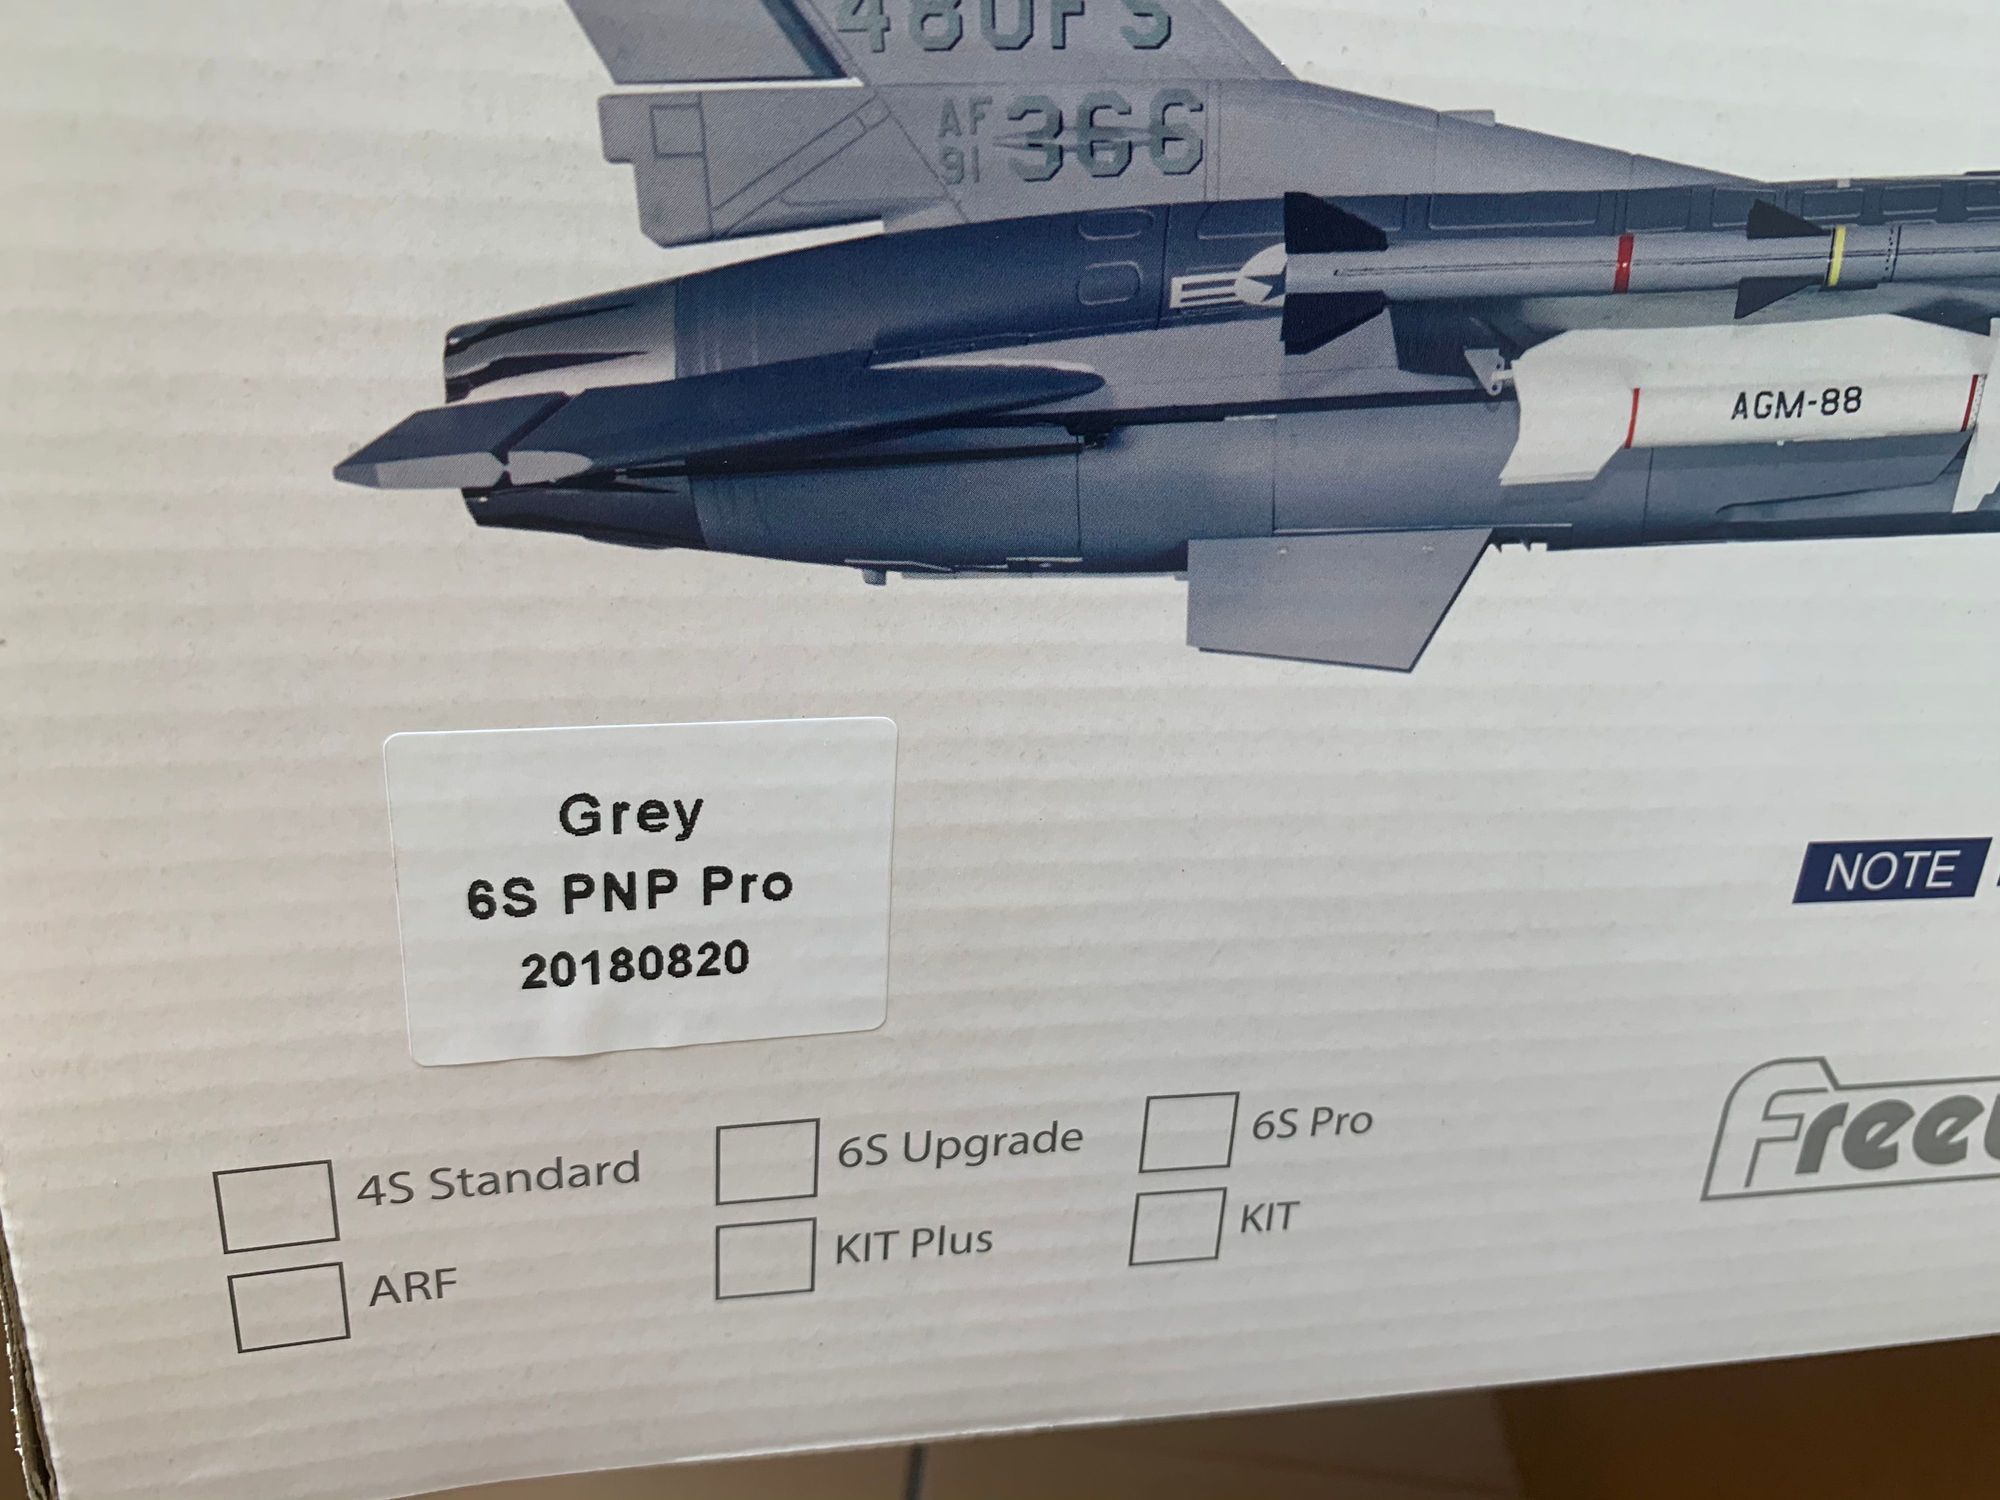 480FS
AF
91
366
AGM-88
Grey
6S PNP Pro
20180820
NOTE
4S Standard
6S Upgrade
6S Pro
ARF
KIT Plus
KIT